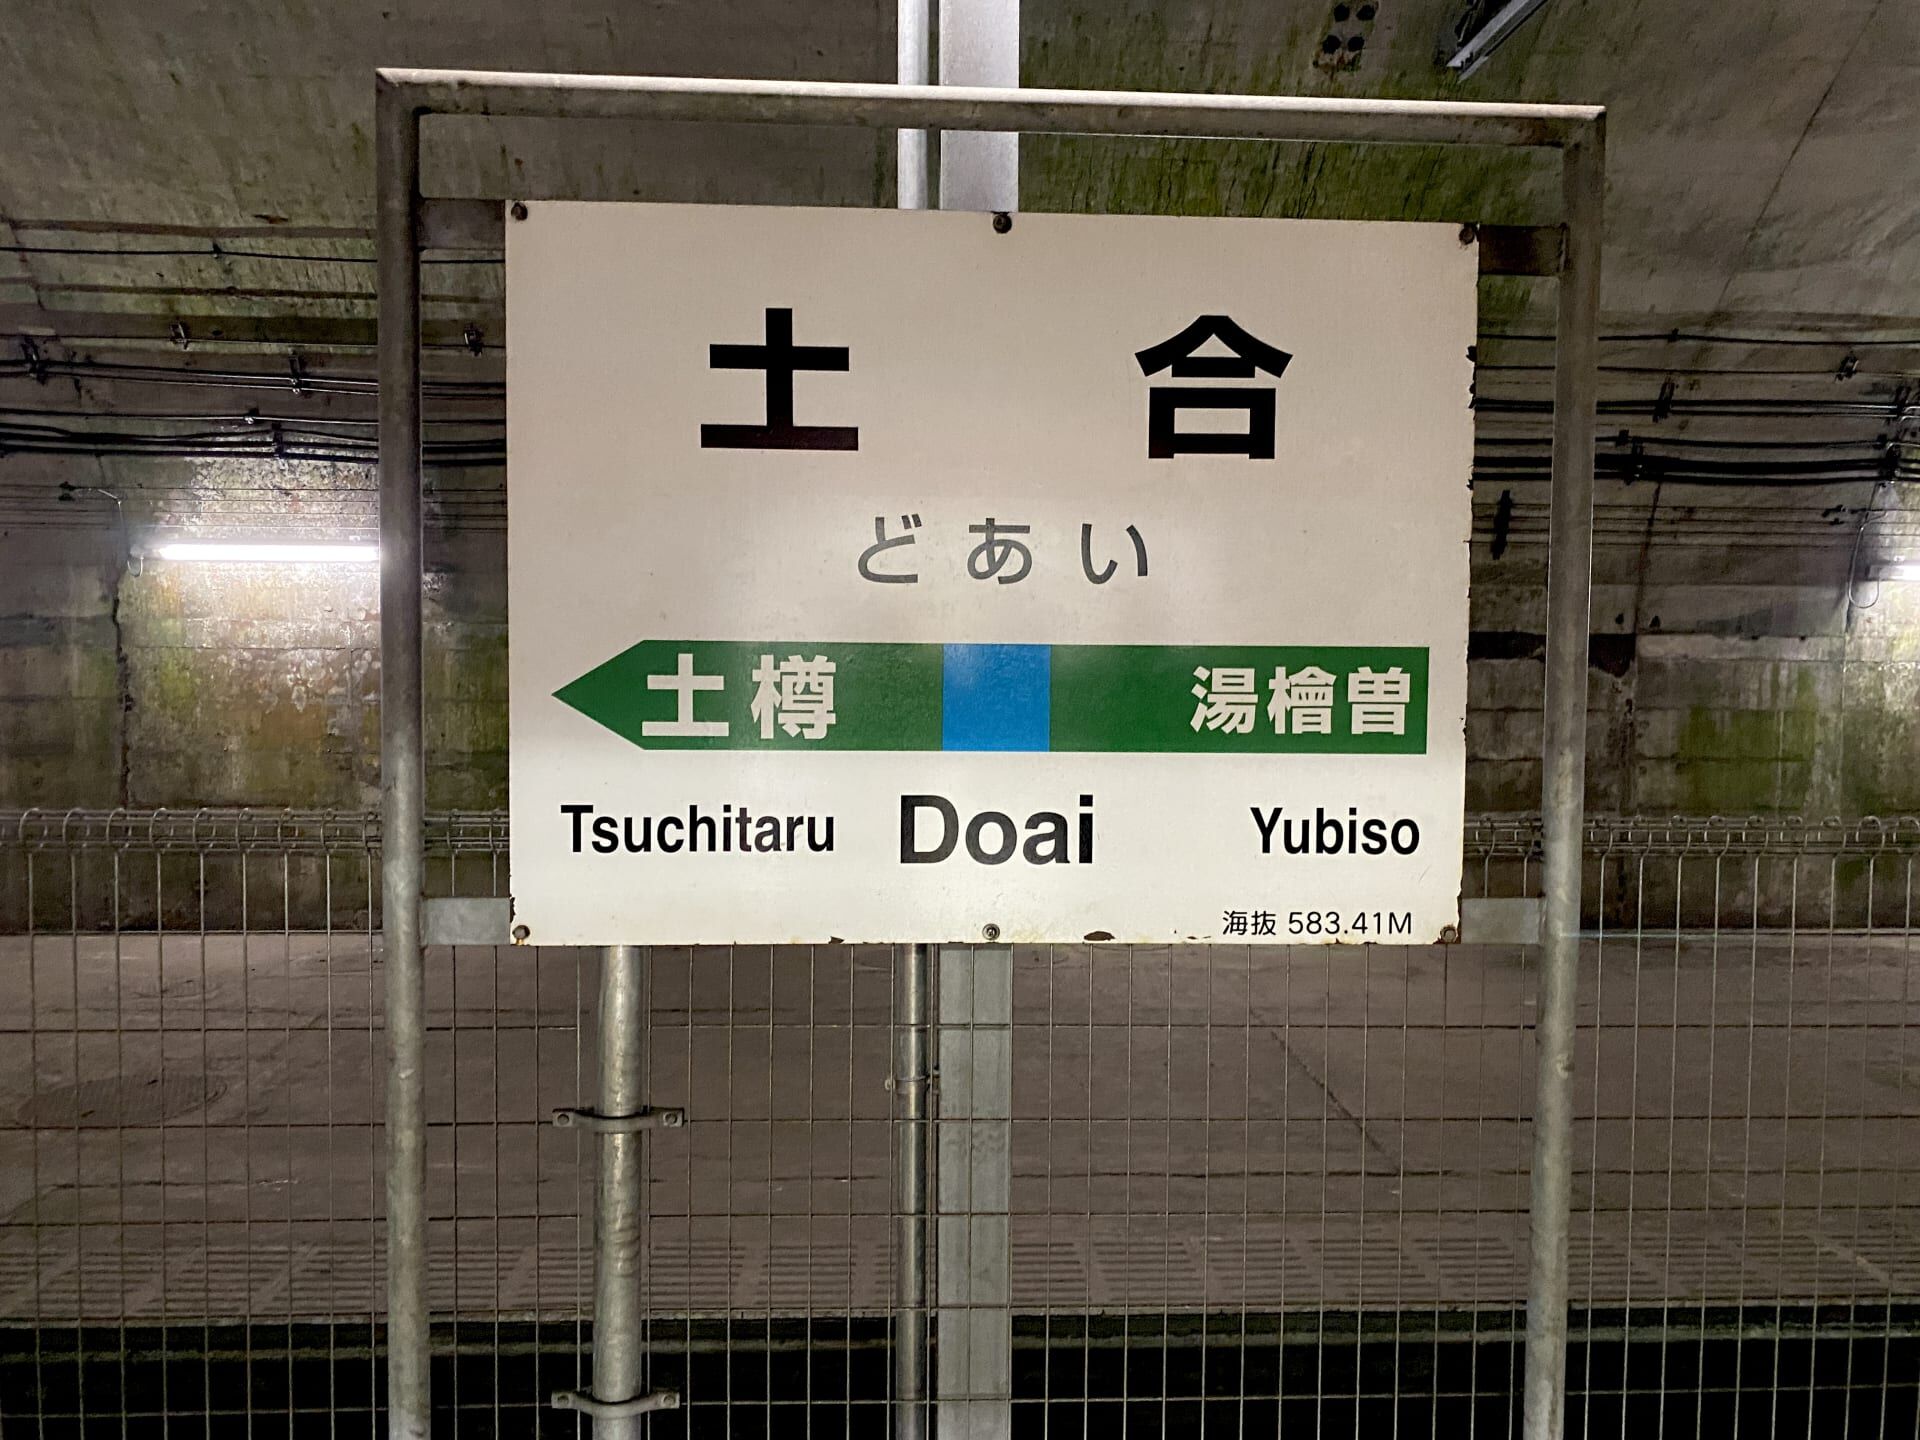 土合
どあい
土樽 湯檜曽
Tsuchitaru Doai Yubiso
海抜 583.41M